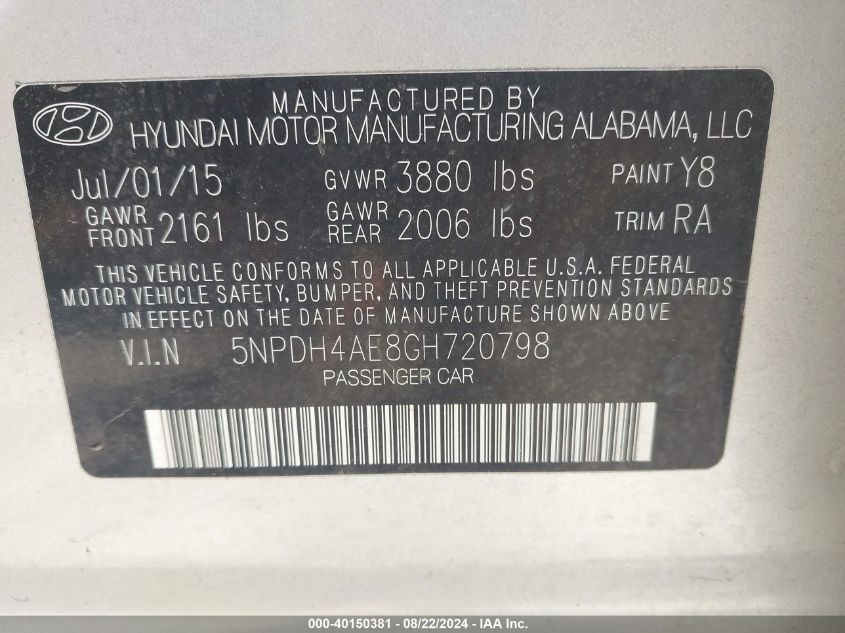 MANUFACTURED BY
HYUNDAI MOTOR MANUFACTURING ALABAMA, LLC
Jul/01/15 GVWR 3880 lbs PAINT Y8
GAWR FRONT 2161 lbs GAWR REAR 2006 lbs TRIM RA
THIS VEHICLE CONFORMS TO ALL APPLICABLE U.S.A. FEDERAL
MOTOR VEHICLE SAFETY, BUMPER, AND THEFT PREVENTION STANDARDS
IN EFFECT ON THE DATE OF MANUFACTURE SHOWN ABOVE
V.I.N 5NPDH4AE8GH720798
PASSENGER CAR
000-40150381 - 08/22/2024 - IAA Inc.